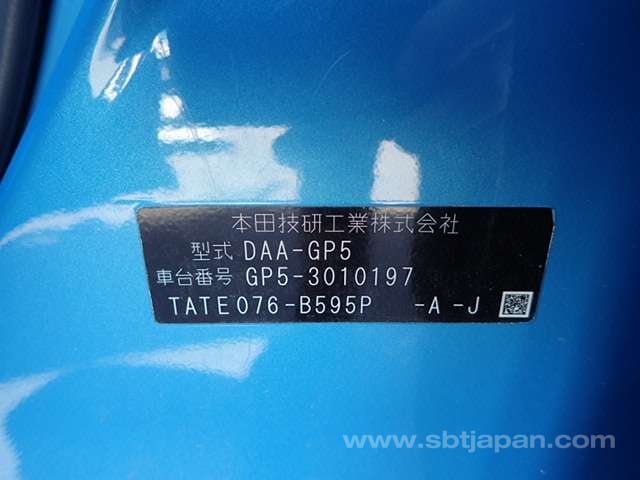 本田技研工業株式会社
型式 DAA-GP5
車台番号 GP5-3010197
TATE076-B595P -A-J
www.sbtjapan.com